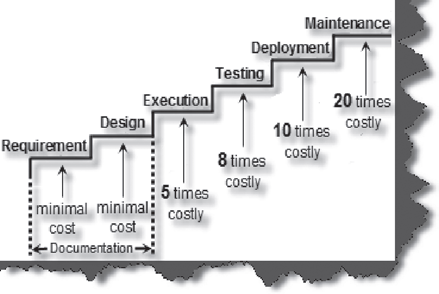 Maintenance
Deployment
Testing
Execution
Design
Requirement
20 times
costly
10 times
costly
8 times
costly
5 times
costly
minimal
cost
minimal
cost
Documentation